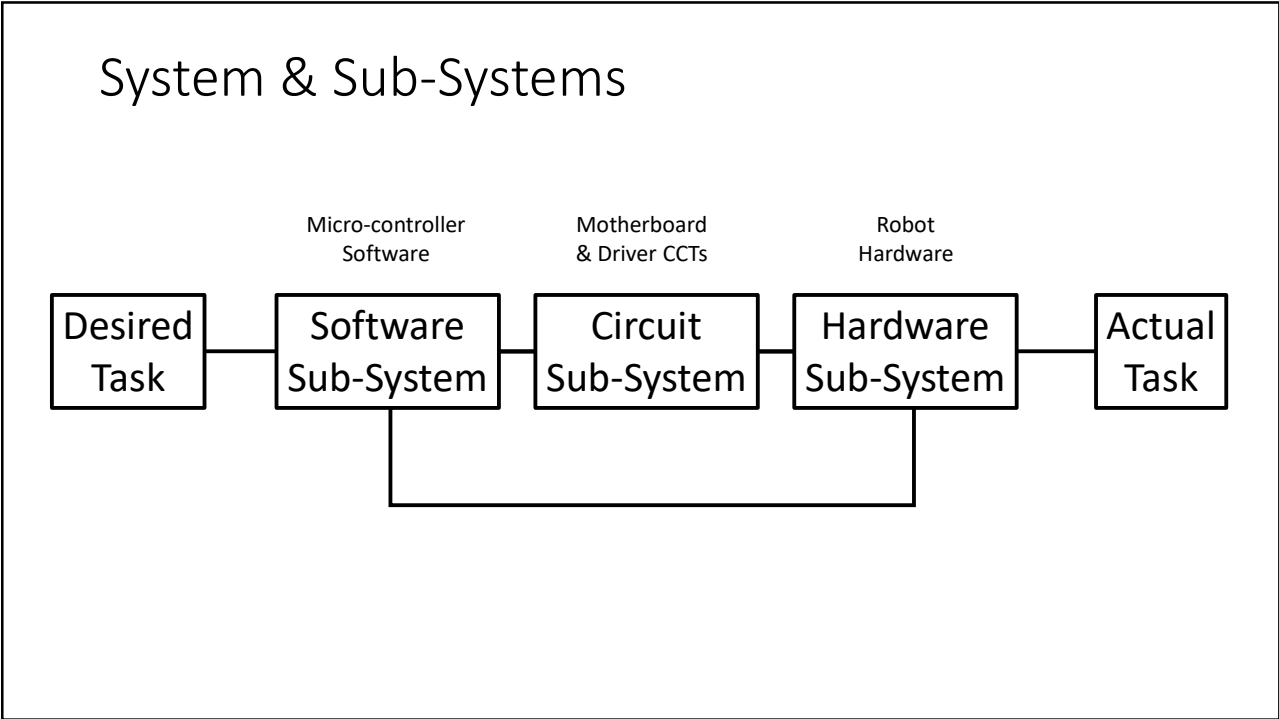 System & Sub-Systems
Micro-controller
Software
Motherboard
& Driver CCTs
Robot
Hardware
Desired
Task
Software
Sub-System
Circuit
Sub-System
Hardware
Sub-System
Actual
Task